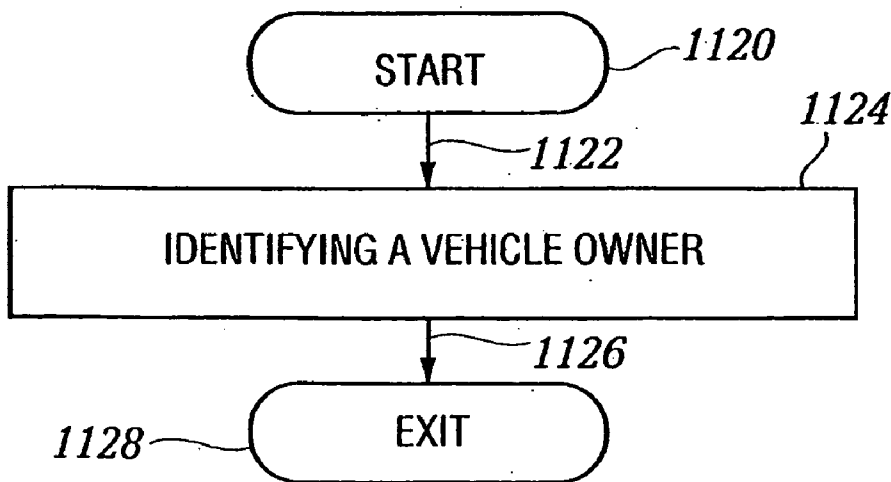 START
1120
1122
1124
IDENTIFYING A VEHICLE OWNER
1126
EXIT
1128